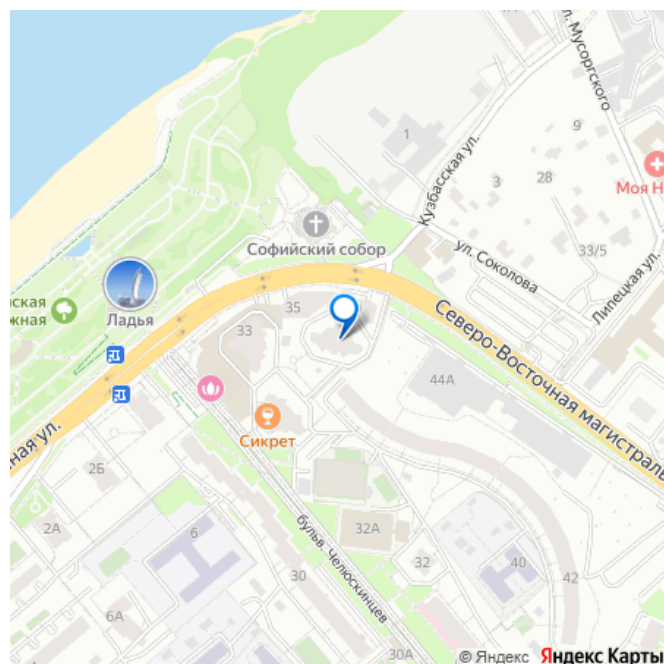 ул. Мусоргского
1
9
Кузбасская ул.
Моя Н
3
28
Софийский собор
ул. Соколова
33/5
Липецкая ул.
ская
жная
Ладья
35
33
Северо-Восточная магистраль
44А
Сикрет
ная ул.
2Б
2А
6
32А
бульв. Челюскинцев
32
40
30
42
6А
30А
© Яндекс Яндекс Карты